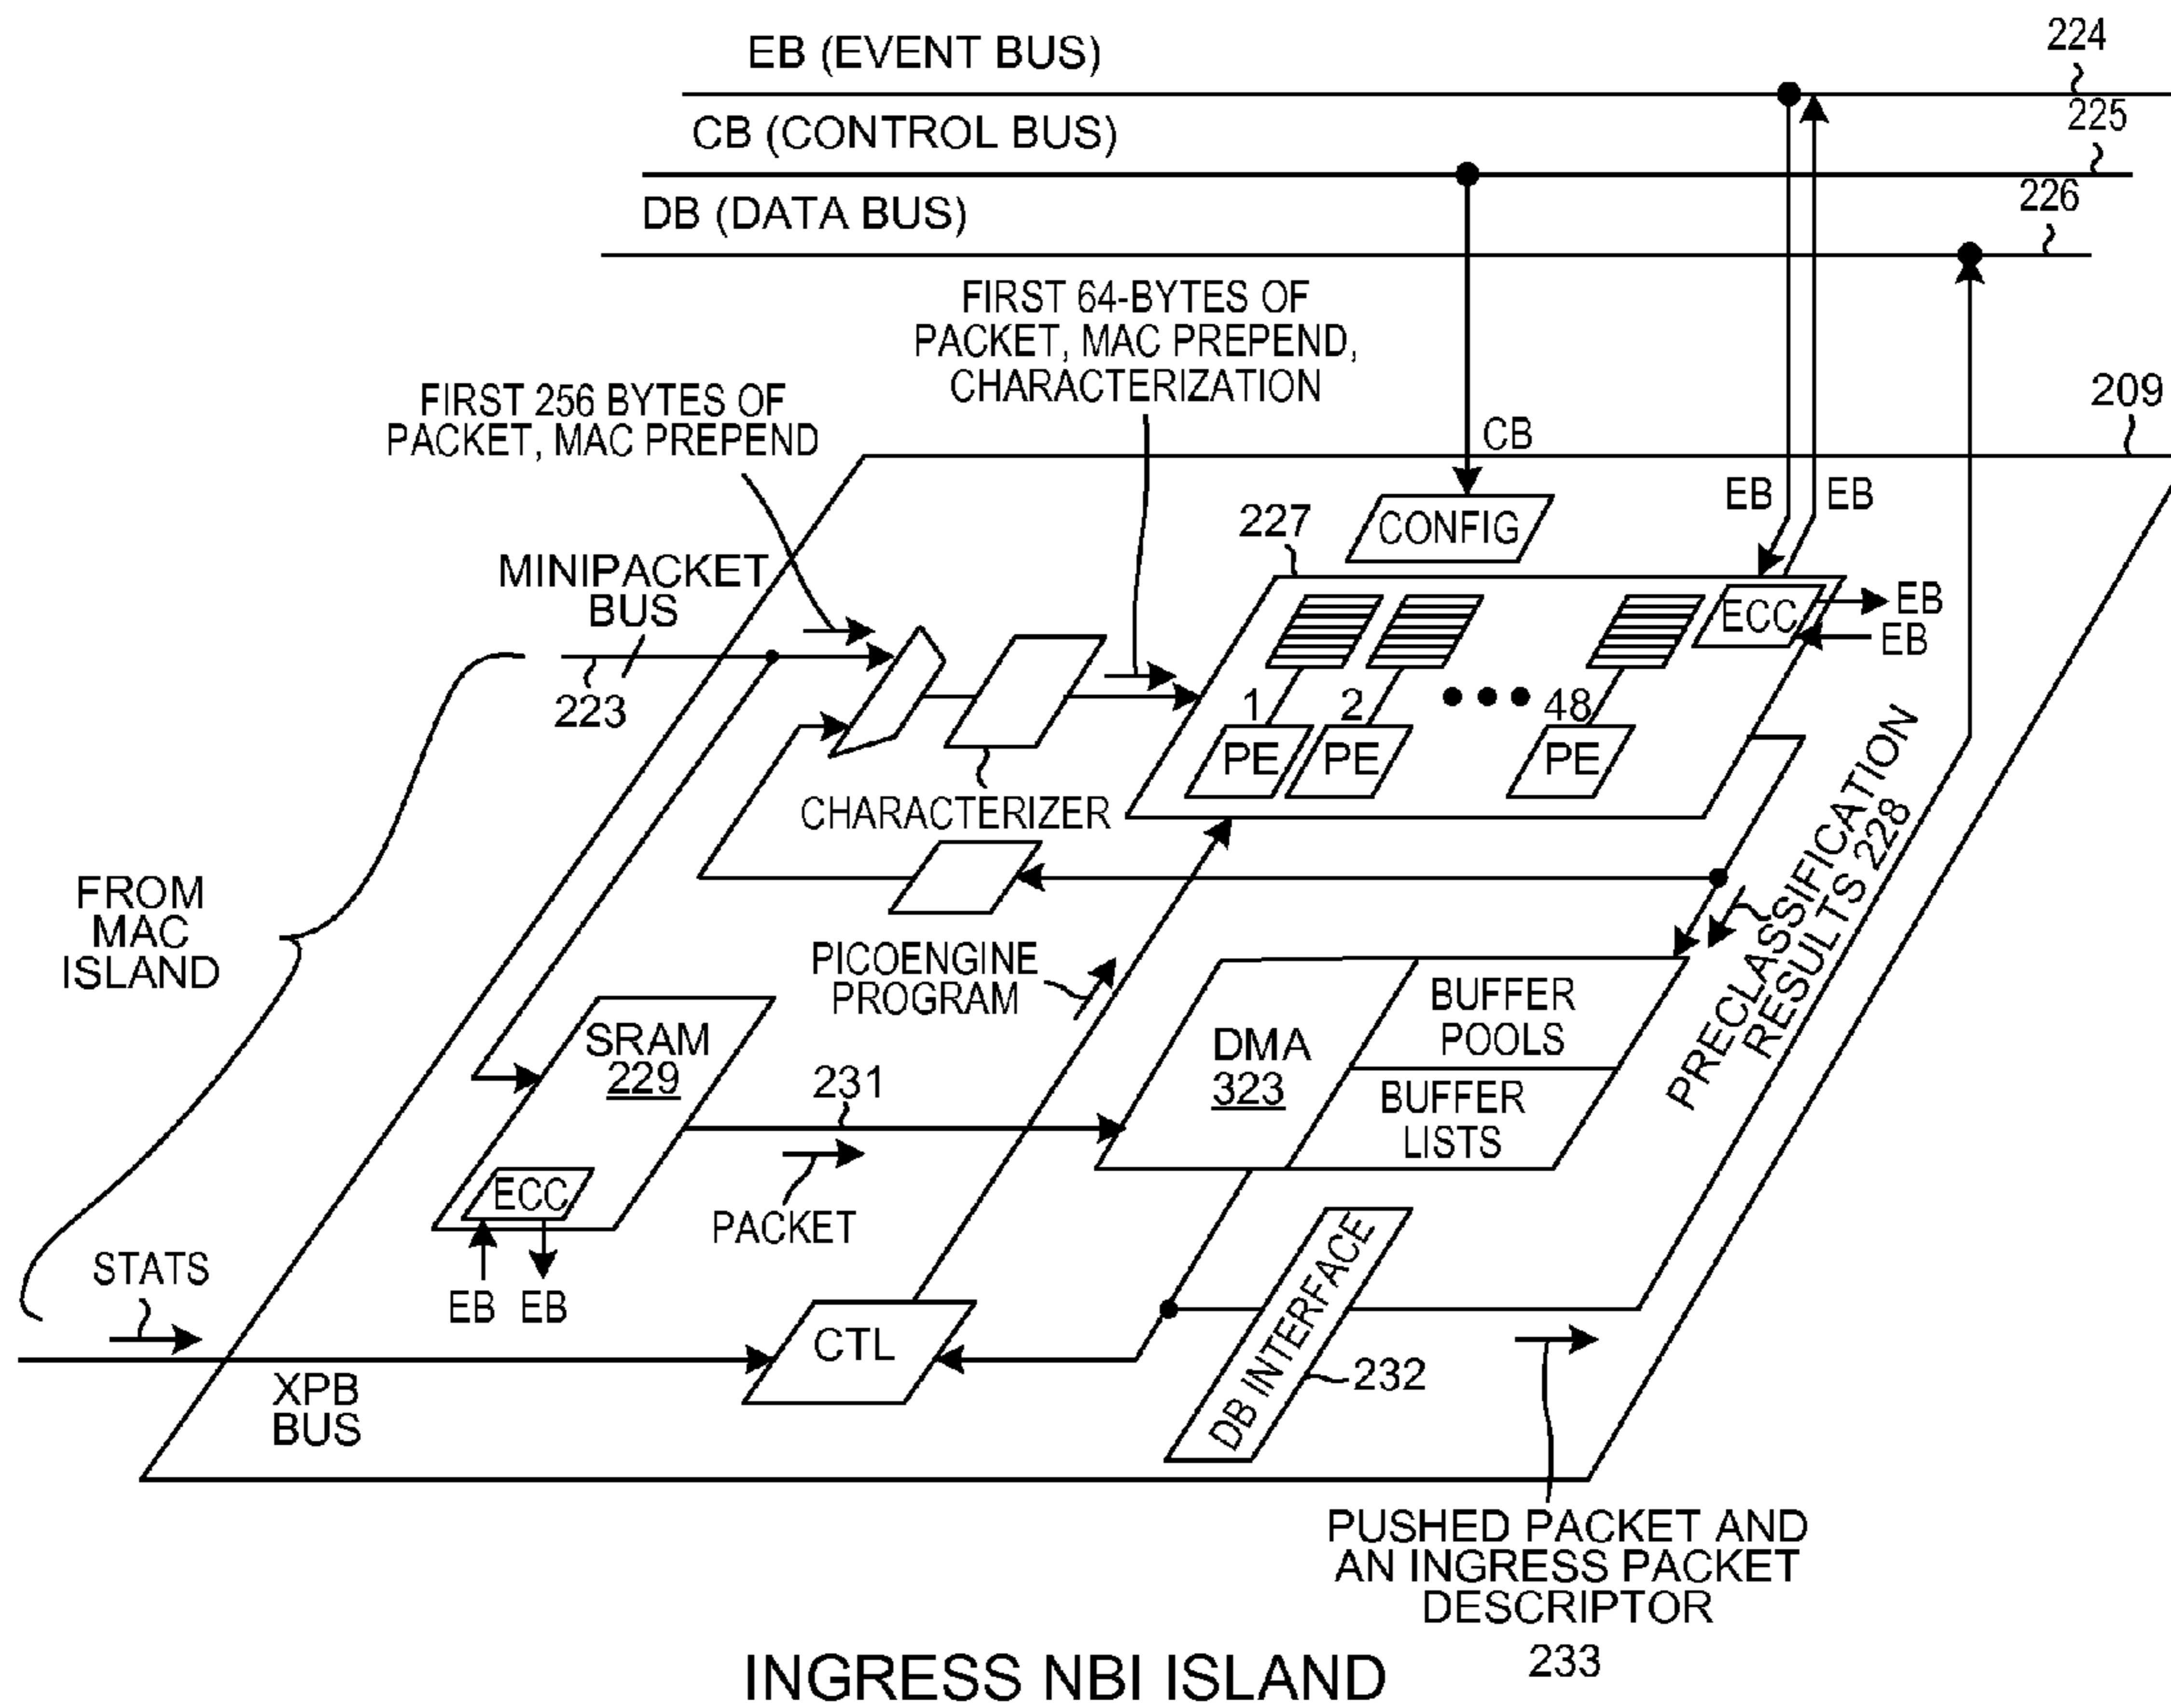 EB (EVENT BUS)
224
CB (CONTROL BUS)
225
DB (DATA BUS)
226
FIRST 64-BYTES OF
PACKET, MAC PREPEND,
CHARACTERIZATION
FIRST 256 BYTES OF
PACKET, MAC PREPEND
209
CB
EB
EB
227
CONFIG
MINIPACKET
BUS
223
ECC
EB
EB
1
2
48
PE
PE
PE
CHARACTERIZER
PRECLASSIFICATION
RESULTS 228
FROM
MAC
ISLAND
PICOENGINE
PROGRAM
SRAM
229
231
DMA
323
BUFFER
POOLS
BUFFER
LISTS
ECC
PACKET
EB
EB
STATS
CTL
XPB
BUS
DB INTERFACE
232
PUSHED PACKET AND
AN INGRESS PACKET
DESCRIPTOR
233
INGRESS NBI ISLAND